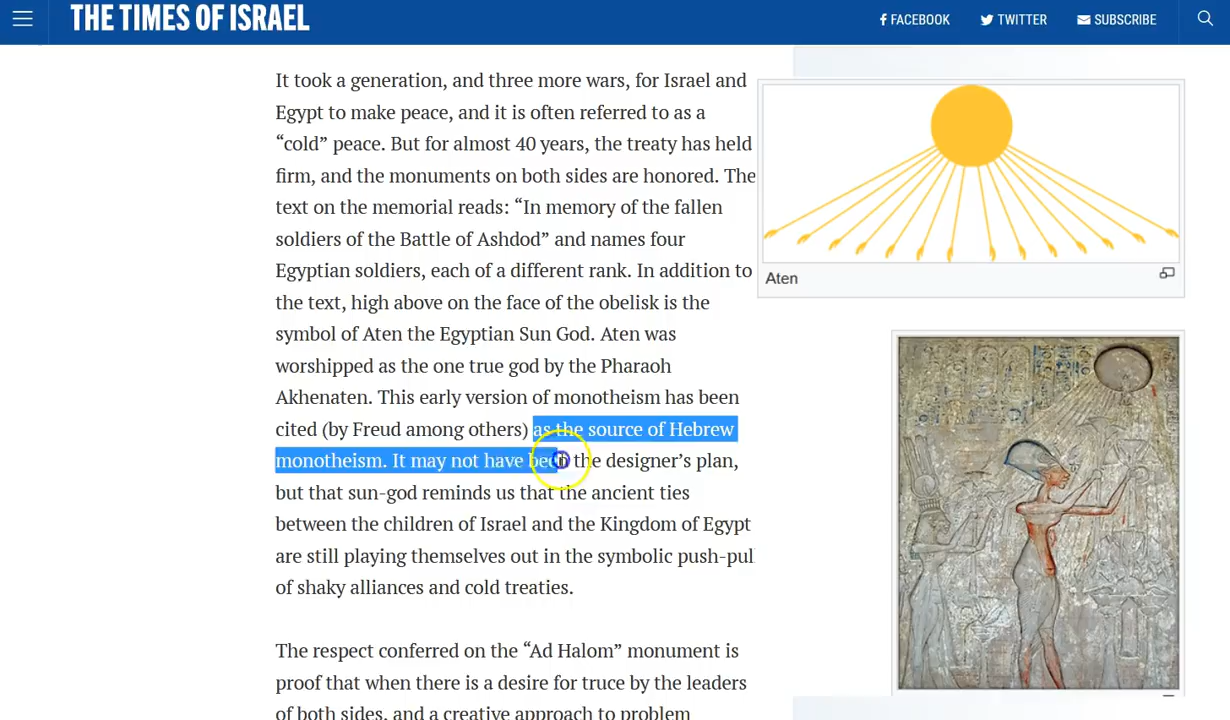 THE TIMES OF ISRAEL
FACEBOOK
TWITTER
SUBSCRIBE
It took a generation, and three more wars, for Israel and
Egypt to make peace, and it is often referred to as a
“cold” peace. But for almost 40 years, the treaty has held
firm, and the monuments on both sides are honored. The
text on the memorial reads: “In memory of the fallen
soldiers of the Battle of Ashdod” and names four
Egyptian soldiers, each of a different rank. In addition to
the text, high above on the face of the obelisk is the
symbol of Aten the Egyptian Sun God. Aten was
worshipped as the one true god by the Pharaoh
Akhenaten. This early version of monotheism has been
cited (by Freud among others) as the source of Hebrew
monotheism. It may not have been the designer’s plan,
but that sun-god reminds us that the ancient ties
between the children of Israel and the Kingdom of Egypt
are still playing themselves out in the symbolic push-pull
of shaky alliances and cold treaties.
The respect conferred on the “Ad Halom” monument is
proof that when there is a desire for truce by the leaders
of both sides, and a creative approach to problem
Aten